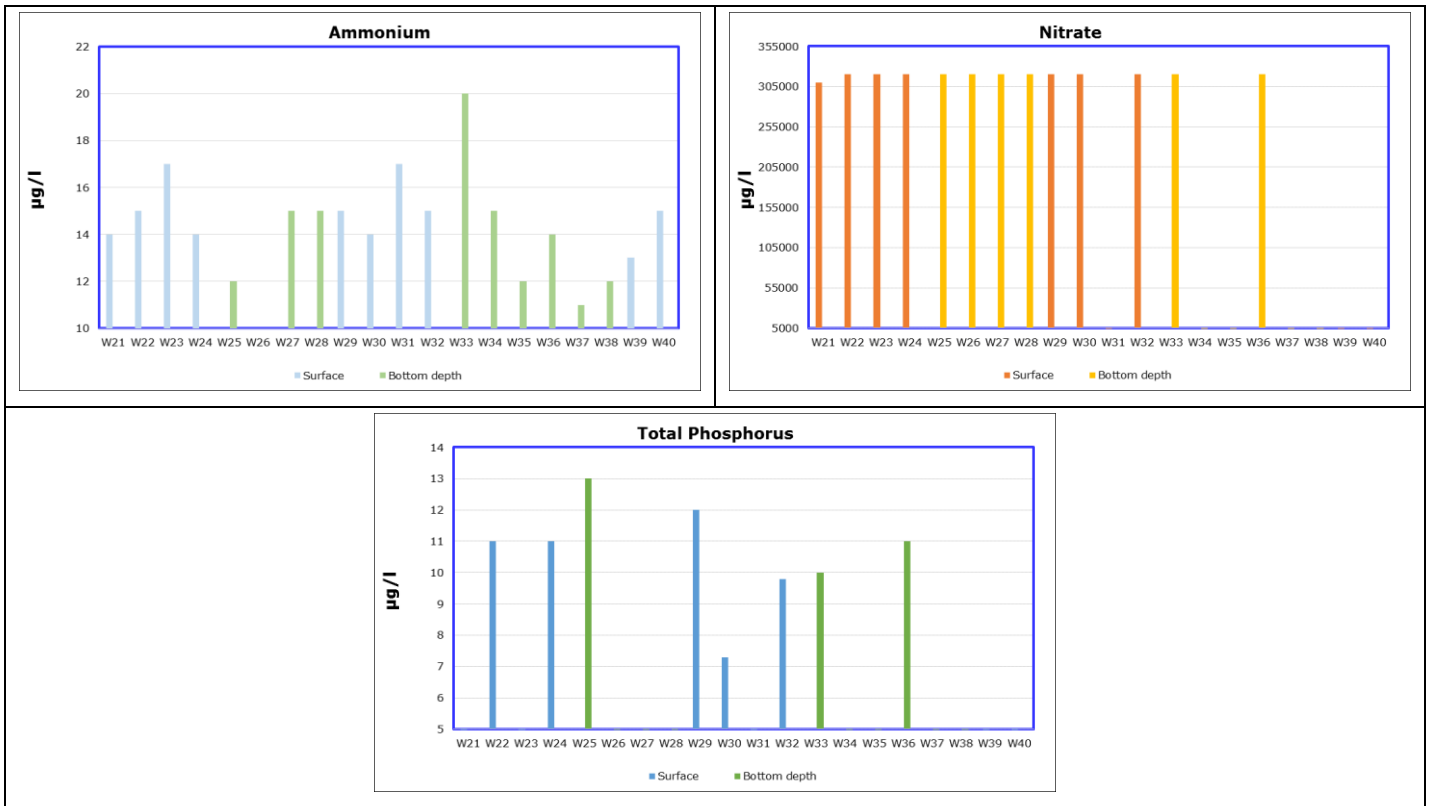 Ammonium
22
20
18
16
14
12
10
µg/l
W21 W22 W23 W24 W25 W26 W27 W28 W29 W30 W31 W32 W33 W34 W35 W36 W37 W38 W39 W40
Surface Bottom depth
Nitrate
355000
305000
255000
205000
155000
105000
55000
5000
µg/l
W21 W22 W23 W24 W25 W26 W27 W28 W29 W30 W31 W32 W33 W34 W35 W36 W37 W38 W39 W40
Surface Bottom depth
Total Phosphorus
14
13
12
11
10
9
8
7
6
5
µg/l
W21 W22 W23 W24 W25 W26 W27 W28 W29 W30 W31 W32 W33 W34 W35 W36 W37 W38 W39 W40
Surface Bottom depth